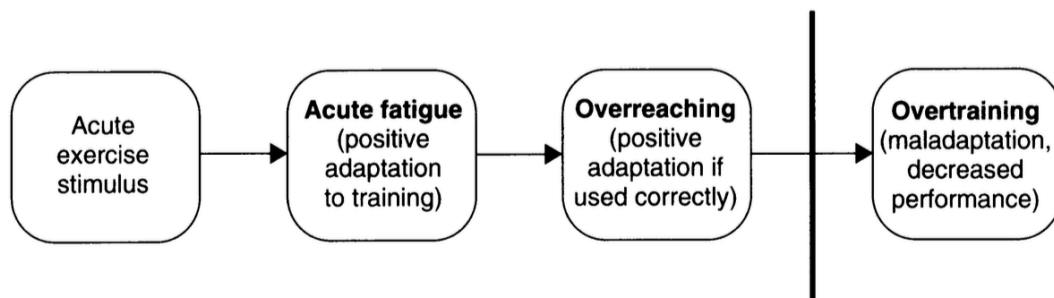 Acute
exercise
stimulus
Acute fatigue
(positive
adaptation
to training)
Overreaching
(positive
adaptation if
used correctly)
Overtraining
(maladaptation,
decreased
performance)